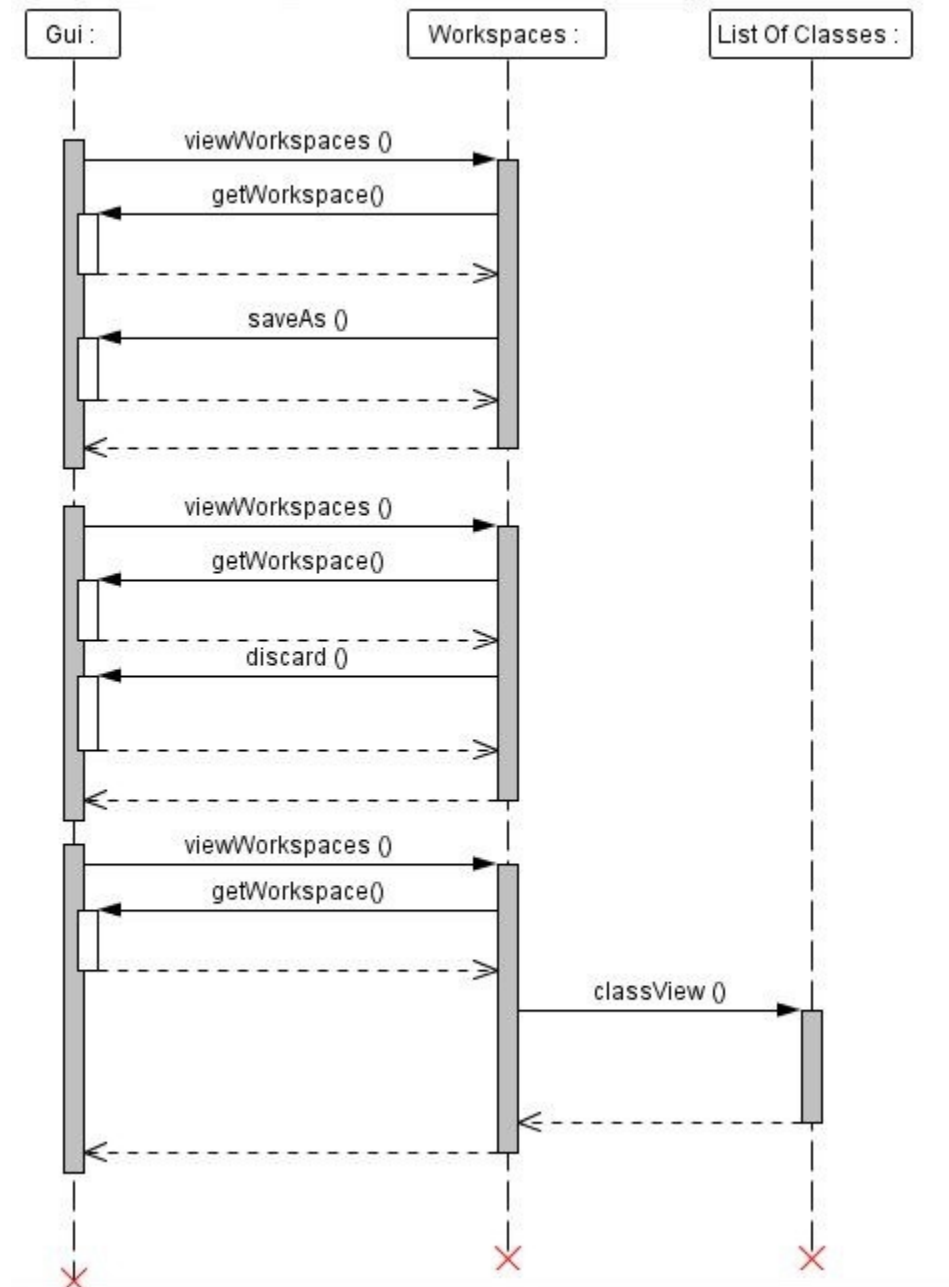 Gui :
Workspaces :
List Of Classes :
viewWorkspaces ()
getWorkspace()
saveAs ()
viewWorkspaces ()
getWorkspace()
discard ()
viewWorkspaces ()
getWorkspace()
classView ()